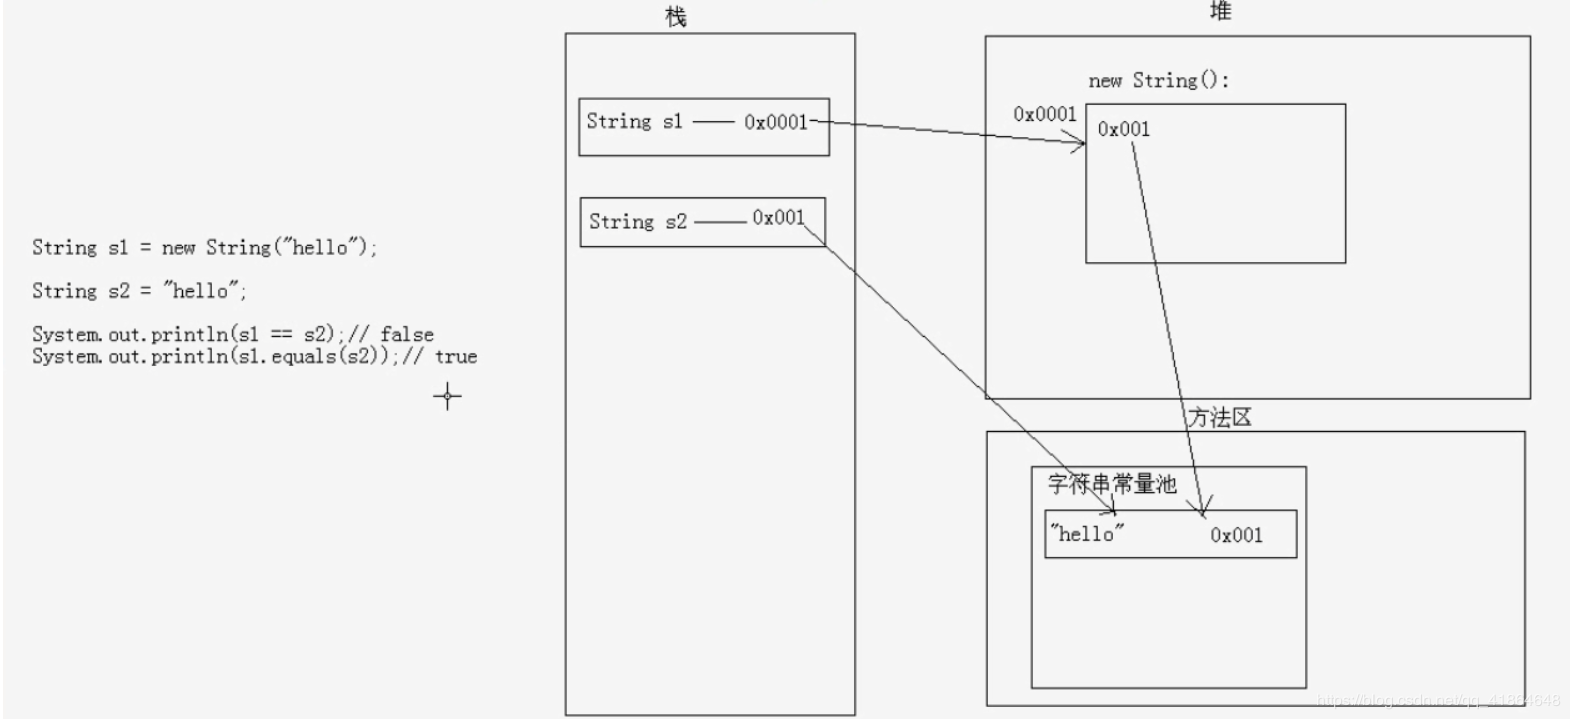 栈
堆
String s1
0x0001
String s2
0x001
new String():
0x0001
0x001
String s1 = new String("hello");
String s2 = "hello";
System.out.println(s1 == s2);// false
System.out.println(s1.equals(s2));// true
方法区
字符串常量池
"hello"
0x001
https://blog.csdn.net/qq_41864648